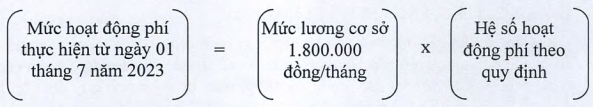 Mức hoạt động phí
thực hiện từ ngày 01
tháng 7 năm 2023
=
Mức lương cơ sở
1.800.000
đồng/tháng
x
Hệ số hoạt
động phí theo
quy định